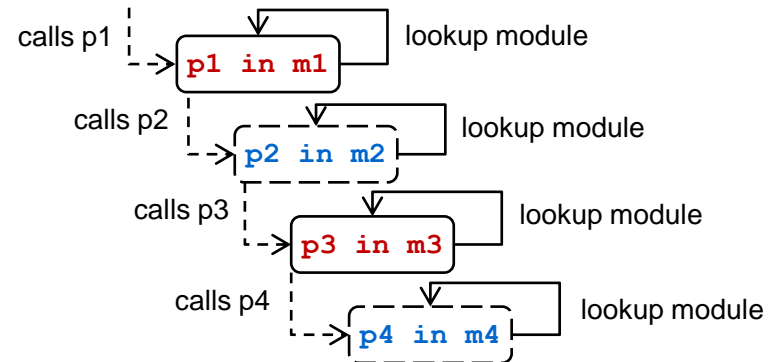 calls p1
lookup module
p1 in m1
calls p2
lookup module
p2 in m2
calls p3
lookup module
p3 in m3
calls p4
lookup module
p4 in m4